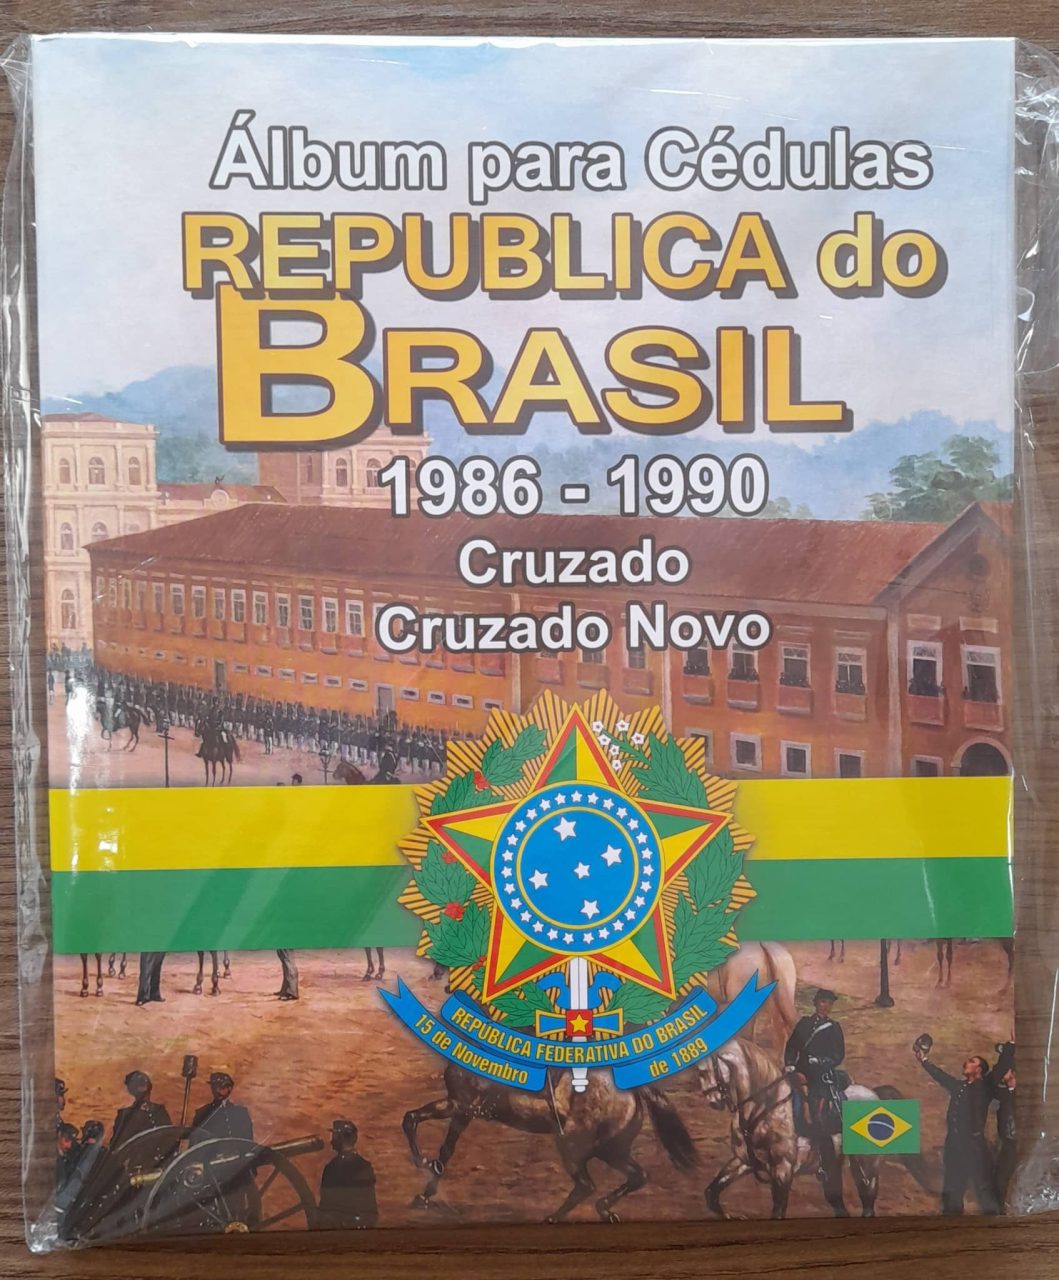 Álbum para Cédulas
REPUBLICA do
BRASIL
1986 - 1990
Cruzado
Cruzado Novo
REPÚBLICA FEDERATIVA DO BRASIL
15 de Novembro
de 1889